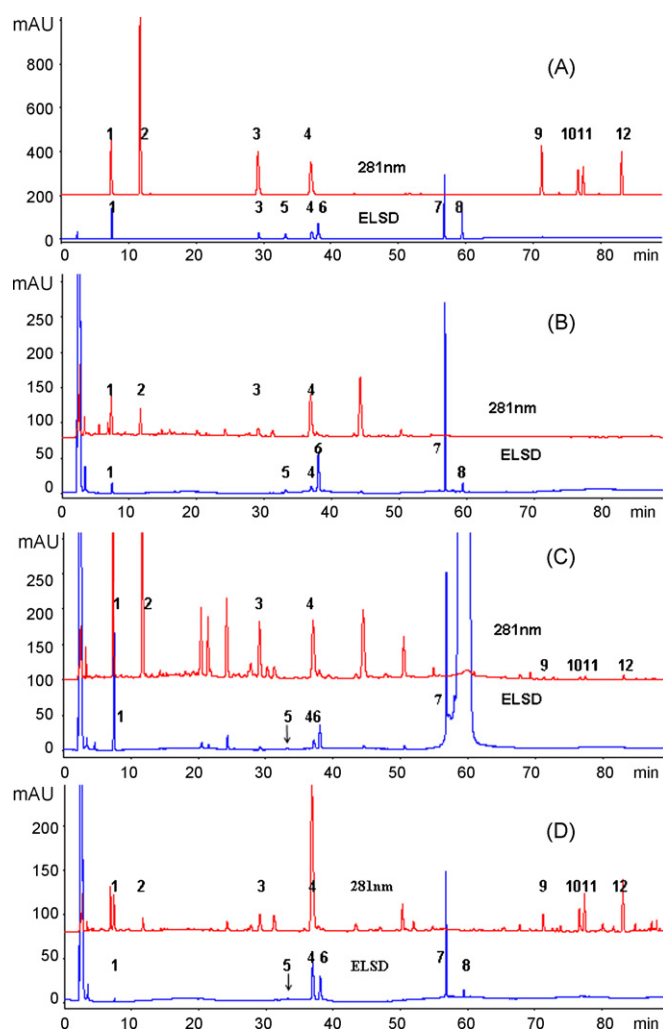 mAU
(A)
800
600
400
1 2 3 4 9 1011 12
281nm
200
1 3 5 4 6 ELSD 7 8
0
0 10 20 30 40 50 60 70 80 min
mAU
250
(B)
200
150
1 2 3 4
100
281nm
50
6 7 ELSD
1 5 4 8
0
0 10 20 30 40 50 60 70 80 min
mAU
(C)
250
200
1 2 3 4
281nm
150
9 1011 12
100
ELSD
7
50
1 5 46
0
0 10 20 30 40 50 60 70 80 min
mAU
200
(D)
150
1 2 3 4 281nm 9 1011 12
100
50
1 5 4 6 ELSD 7 8
0
0 10 20 30 40 50 60 70 80 min